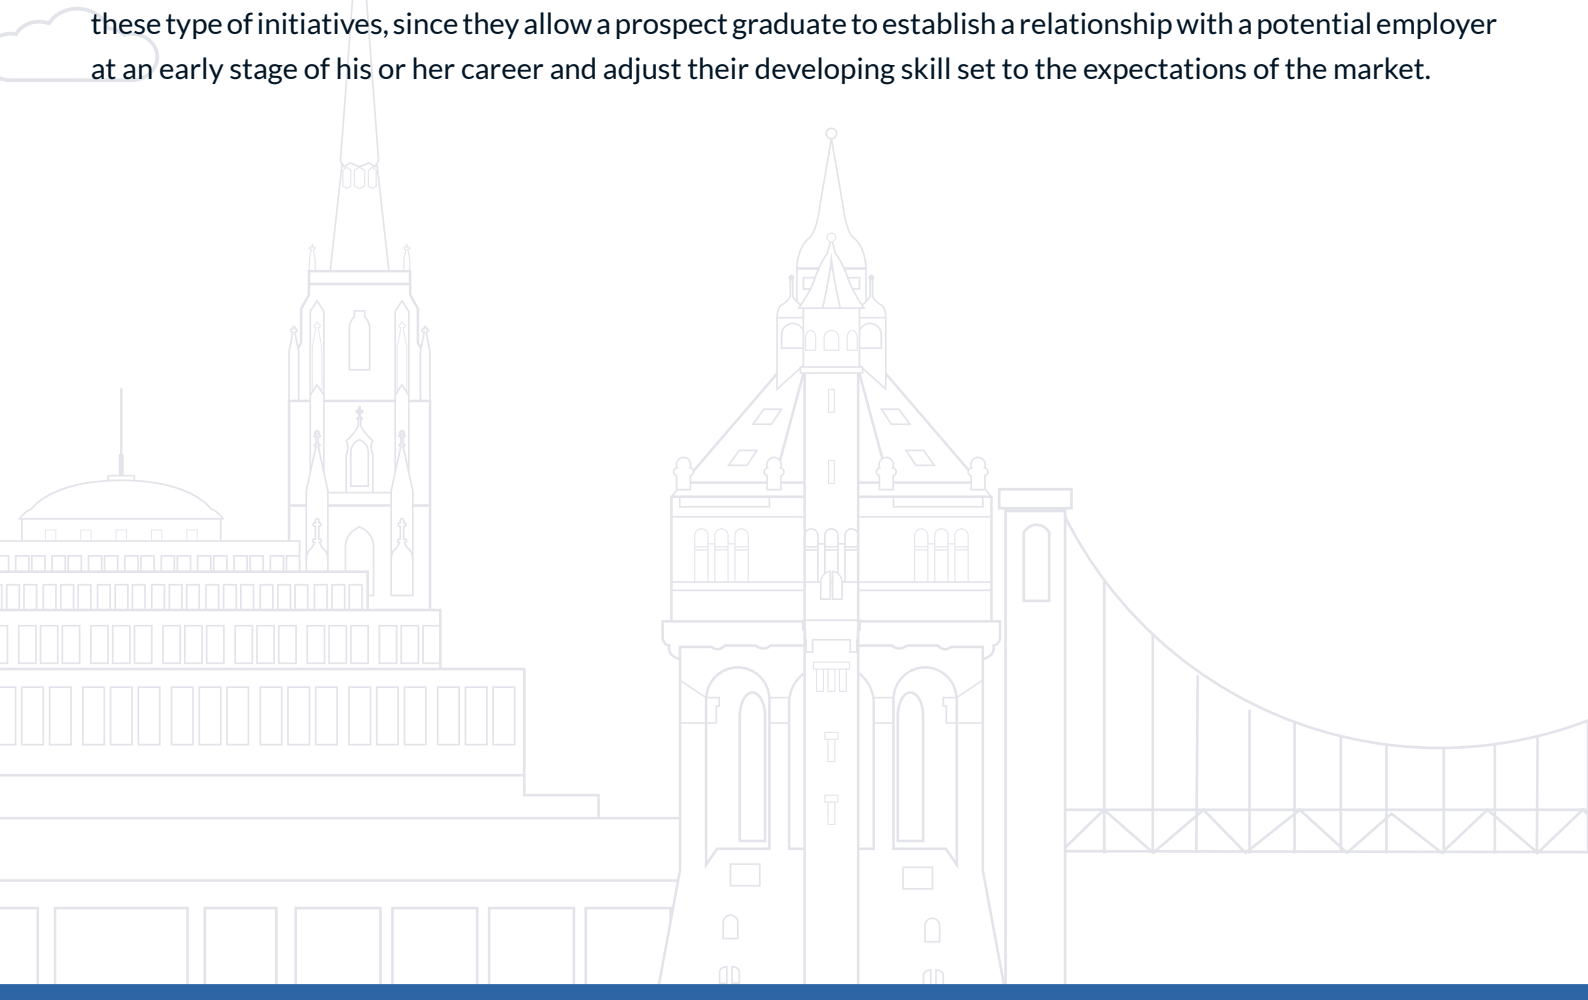 these type of initiatives, since they allow a prospect graduate to establish a relationship with a potential employer
at an early stage of his or her career and adjust their developing skill set to the expectations of the market.